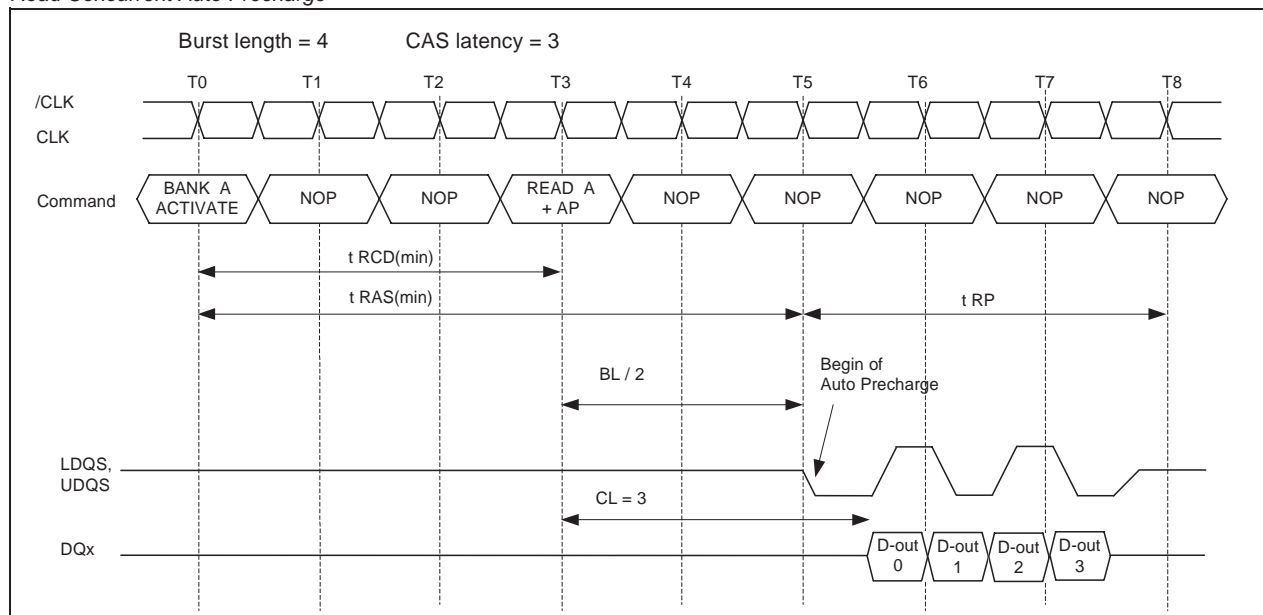 Read Concurrent Auto Precharge
Burst length = 4 CAS latency = 3
T0 T1 T2 T3 T4 T5 T6 T7 T8
/CLK
CLK
Command
BANK A
ACTIVATE
NOP
NOP
READ A
+ AP
NOP
NOP
NOP
NOP
NOP
t RCD(min)
t RAS(min)
t RP
BL / 2
Begin of
Auto Precharge
LDQS,
UDQS
CL = 3
DQx
D-out
0
D-out
1
D-out
2
D-out
3